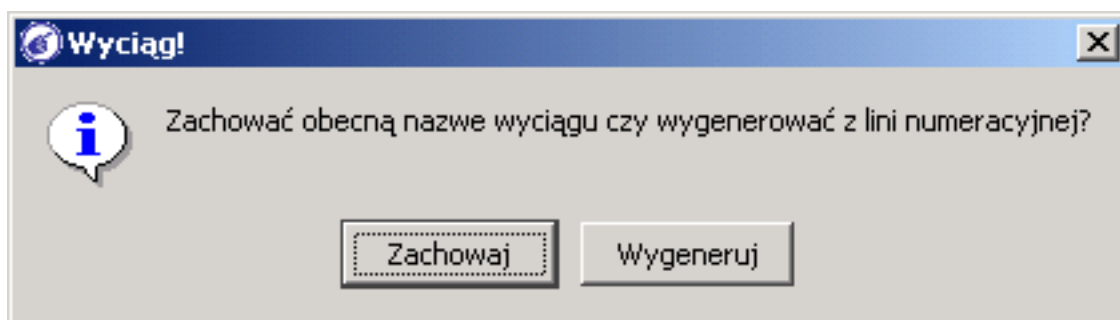 Wyciąg!
Zachować obecną nazwe wyciągu czy wygenerować z lini numeracyjnej?
Zachowaj
Wygeneruj